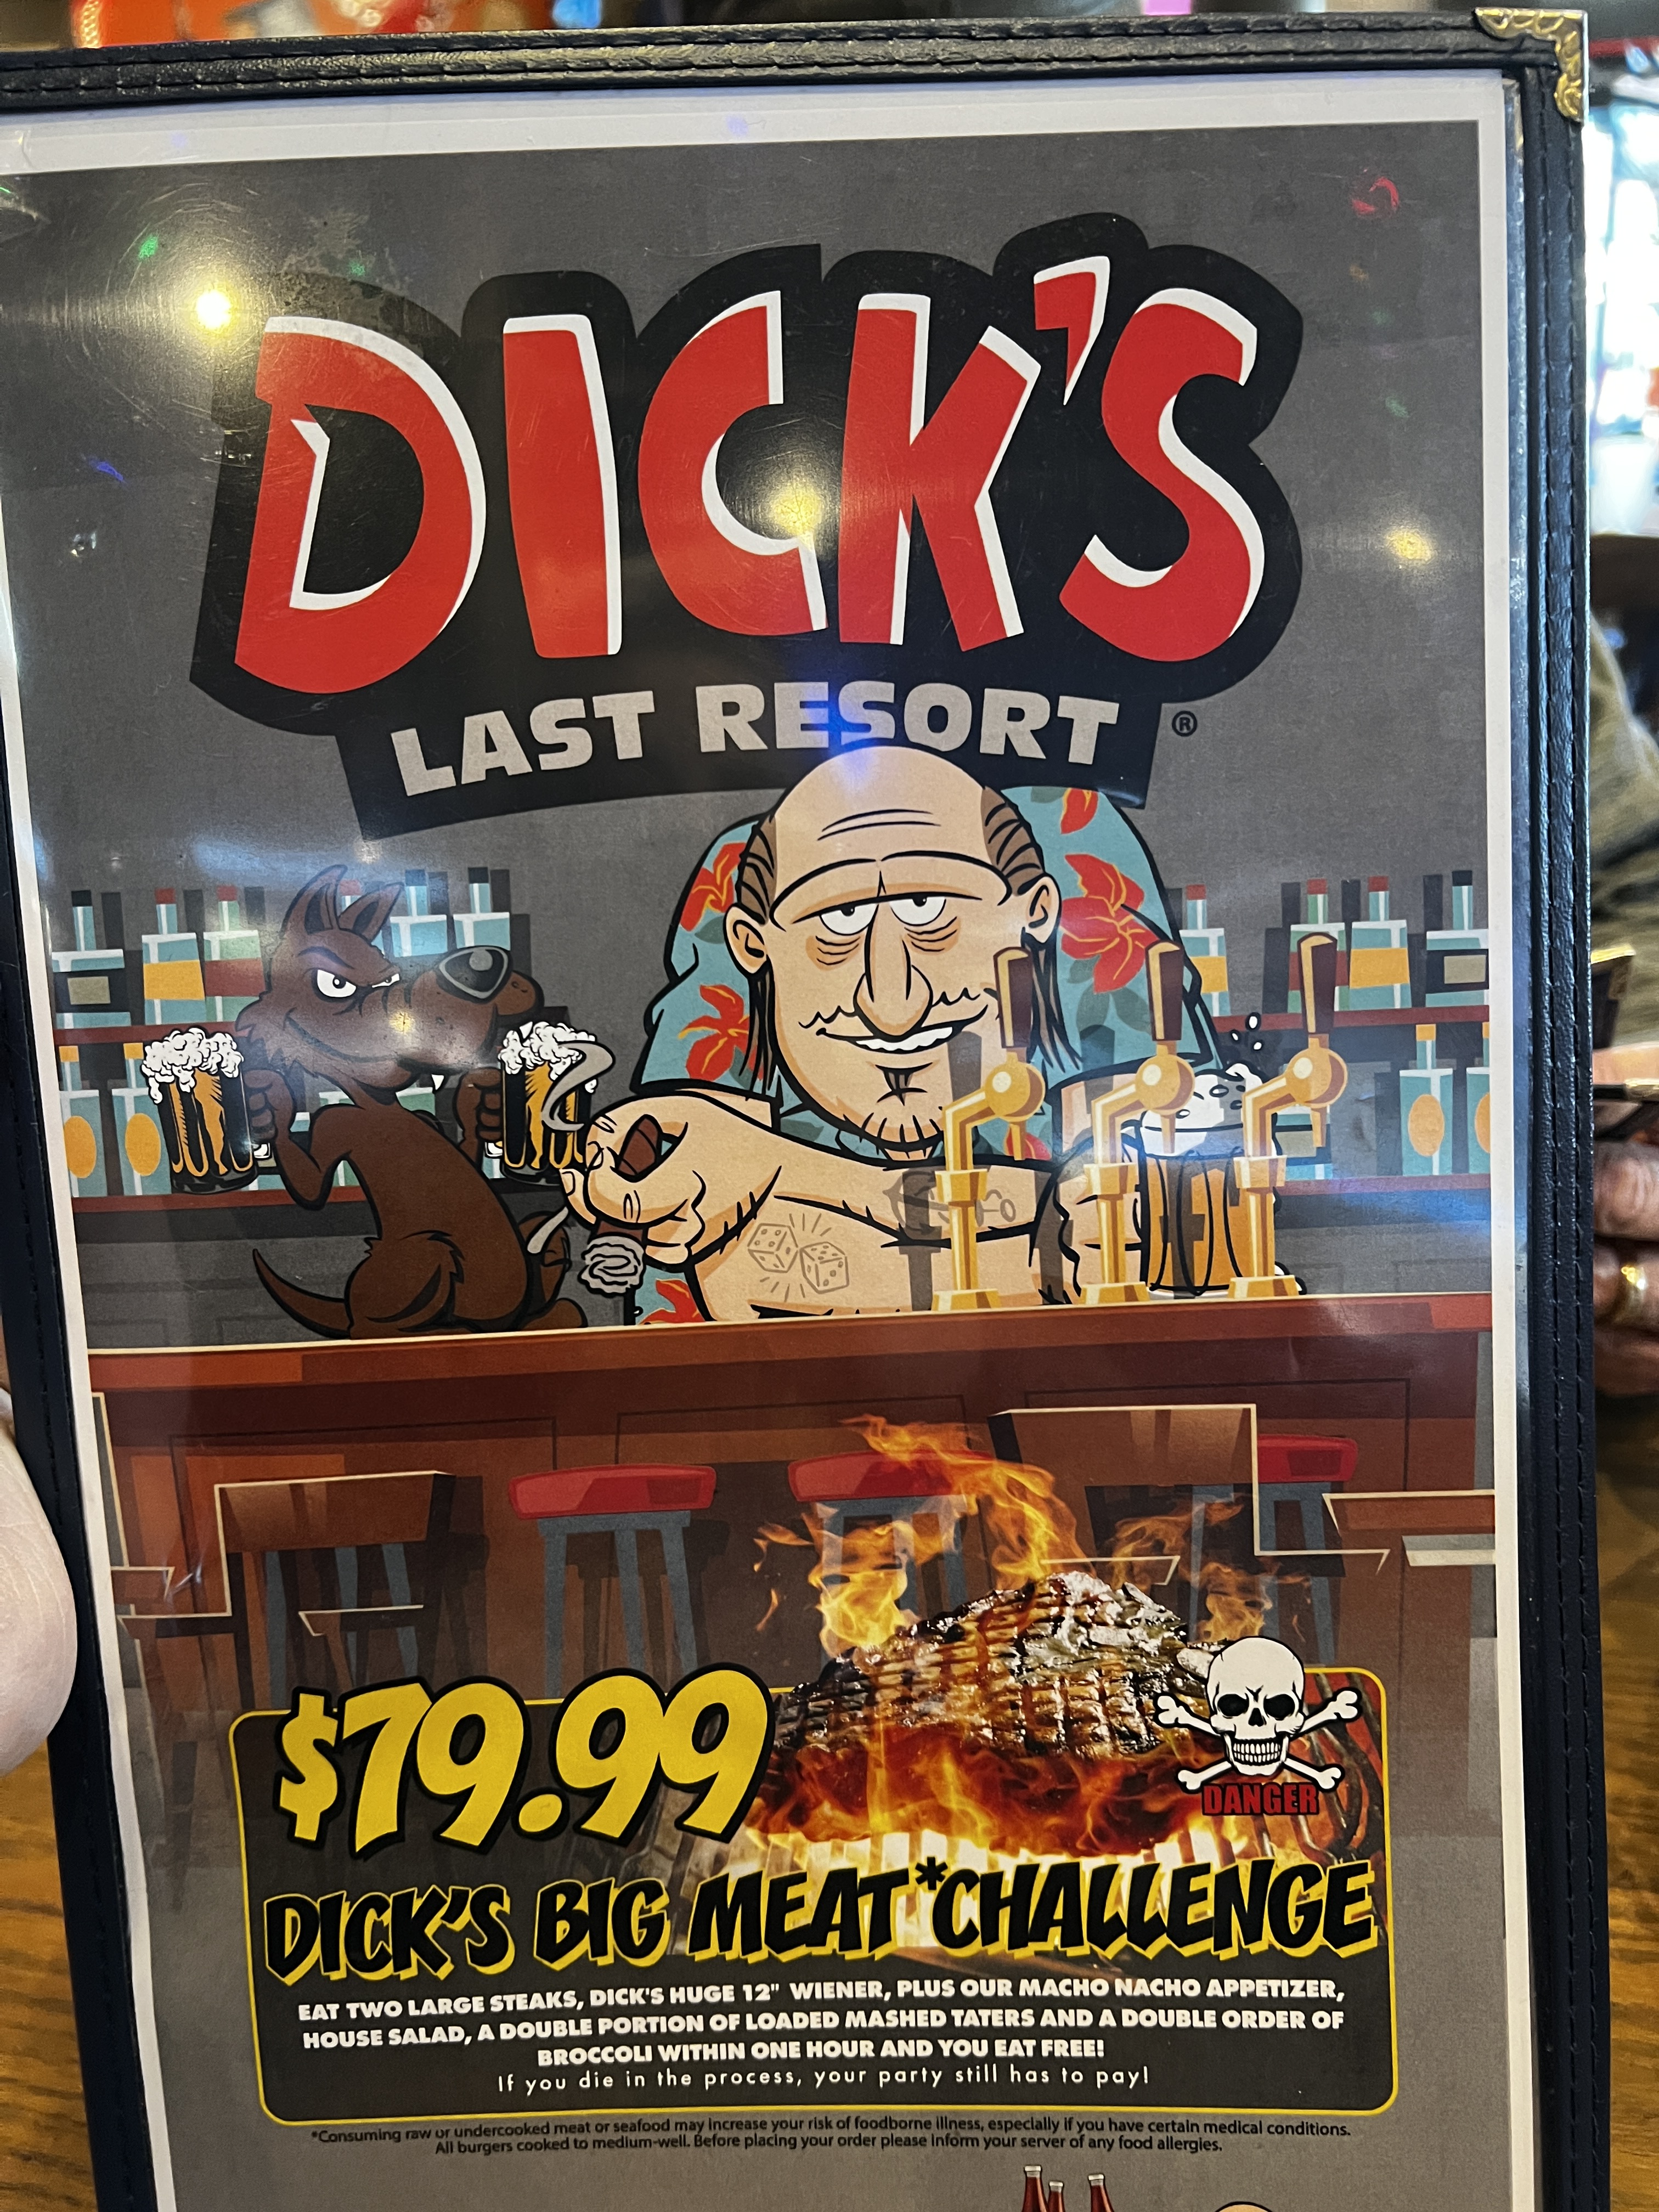 DICK'S
LAST RESORT ®
$79.99
DANGER
DICK'S BIG MEAT*CHALLENGE
EAT TWO LARGE STEAKS, DICK'S HUGE 12" WIENER, PLUS OUR MACHO NACHO APPETIZER,
HOUSE SALAD, A DOUBLE PORTION OF LOADED MASHED TATERS AND A DOUBLE ORDER OF
BROCCOLI WITHIN ONE HOUR AND YOU EAT FREE!
If you die in the process, your party still has to pay!
*Consuming raw or undercooked meat or seafood may increase your risk of foodborne illness, especially if you have certain medical conditions.
All burgers cooked to medium-well. Before placing your order please inform your server of any food allergies.